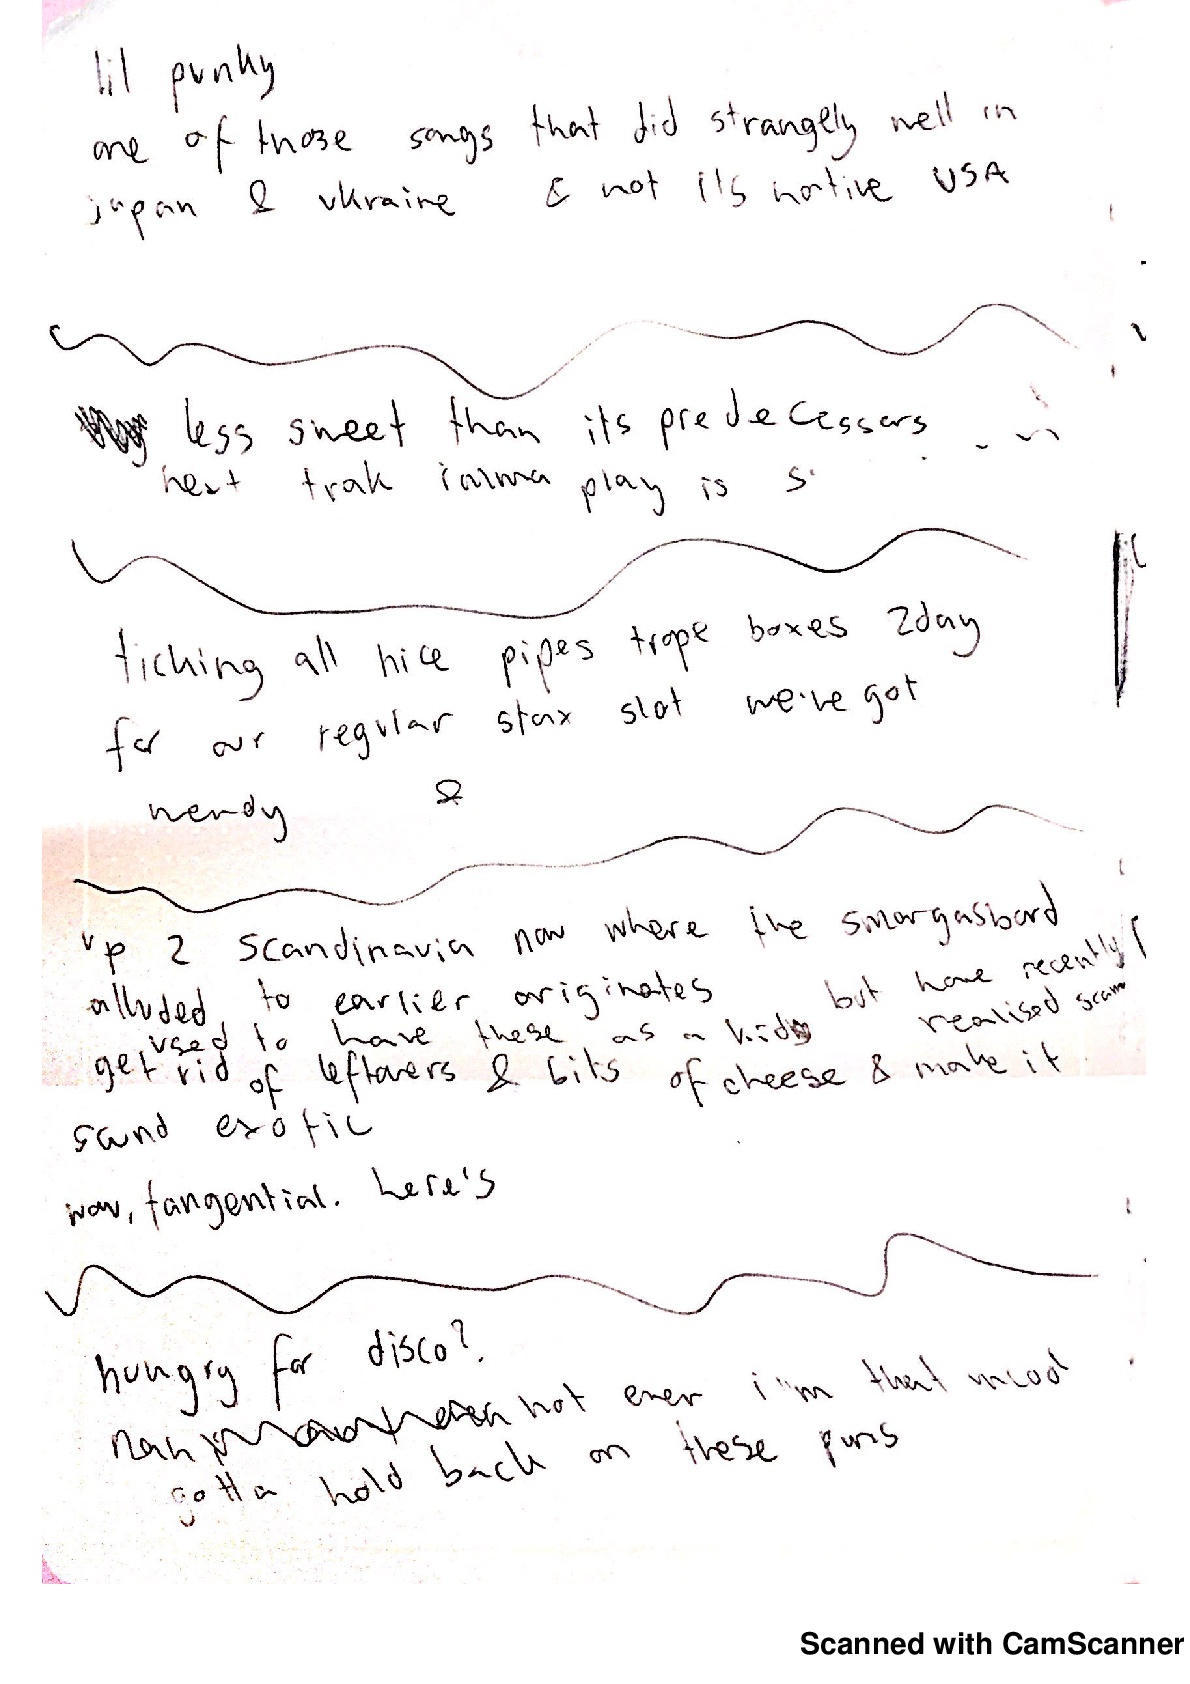 lil punky
one of those songs that did strangely well in
japan & ukraine & not it's native USA
less sweet than its predecessers
next trak imma play is s
ticking all nice pipes trope boxes 2day
for our regular stax slot we've got
wendy &
up 2 scandinavia now where the smorgasbord
alluded to earlier originates but have recently
used to have these as a kid realised scam
get rid of leftovers & bits of cheese & make it
sound exotic
wow, tangential. here's
hungry for disco?
nah not ever i'm that mood
gotta hold back on these puns
Scanned with CamScanner